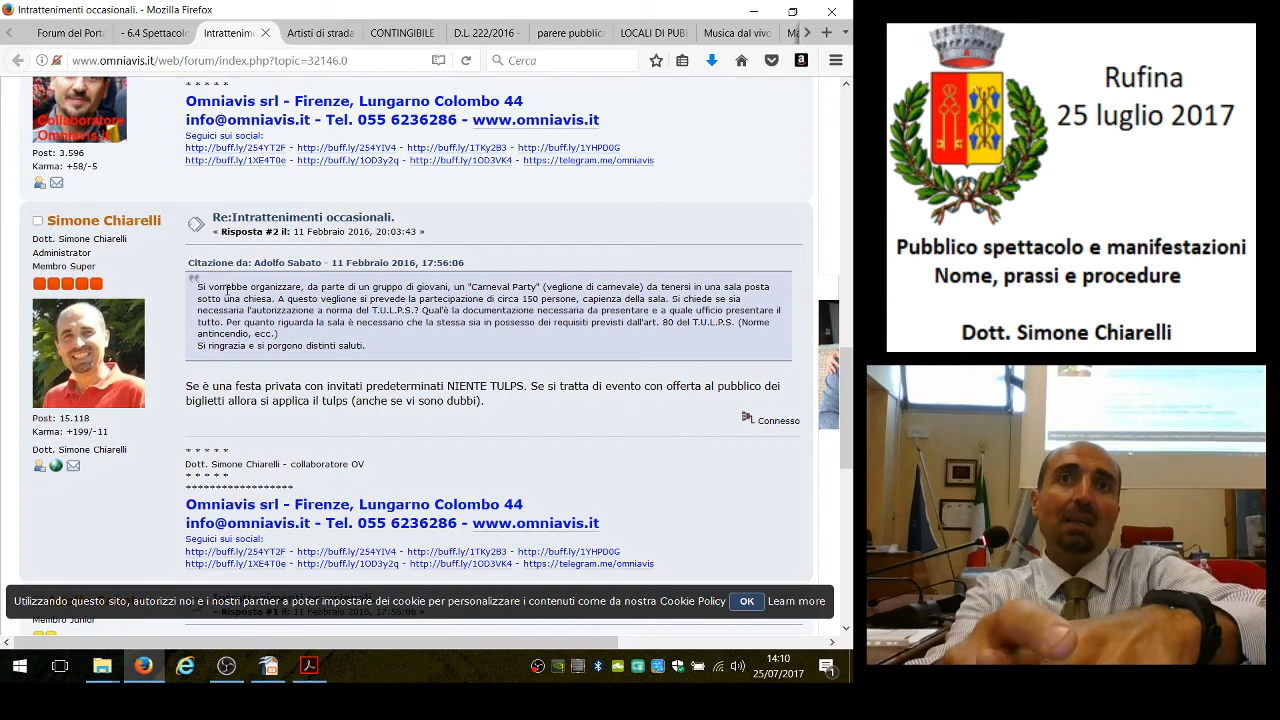 Intrattenimenti occasionali. - Mozilla Firefox
Forum del Porta
- 6.4 Spettacolo
Intrattenim
Artisti di strada
CONTINGIBILE
D.L. 222/2016 -
parere pubblica
LOCALI DI PUBB
Musica dal vivo
www.omniavis.it/web/forum/index.php?topic=32146.0
Cerca
Collaboratore
Omniavis.it
Post: 3.596
Karma: +58/-5
* * * * *
Omniavis srl - Firenze, Lungarno Colombo 44
info@omniavis.it - Tel. 055 6236286 - www.omniavis.it
Seguici sui social:
http://buff.ly/254YT2F - http://buff.ly/254YIV4 - http://buff.ly/1TKy2B3 - http://buff.ly/1YHPD0G
http://buff.ly/1XE4T0e - http://buff.ly/1OD3y2q - http://buff.ly/1OD3VK4 - https://telegram.me/omniavis
Simone Chiarelli
Dott. Simone Chiarelli
Administrator
Membro Super
Post: 15.118
Karma: +199/-11
Dott. Simone Chiarelli
Re:Intrattenimenti occasionali.
« Risposta #2 il: 11 Febbraio 2016, 20:03:43 »
Citazione da: Adolfo Sabato - 11 Febbraio 2016, 17:56:06
Si vorrebbe organizzare, da parte di un gruppo di giovani, un "Carneval Party" (veglione di carnevale) da tenersi in una sala posta
sotto una chiesa. A questo veglione si prevede la partecipazione di circa 150 persone, capienza della sala. Si chiede se sia
necessaria l'autorizzazione a norma del T.U.L.P.S.? Qual'è la documentazione necessaria da presentare e a quale ufficio presentare il
tutto. Per quanto riguarda la sala è necessario che la stessa sia in possesso dei requisiti previsti dall'art. 80 del T.U.L.P.S. (Nome
antincendio, ecc.)
Si ringrazia e si porgono distinti saluti.
Se è una festa privata con invitati predeterminati NIENTE TULPS. Se si tratta di evento con offerta al pubblico dei
biglietti allora si applica il tulps (anche se vi sono dubbi).
Connesso
* * * * *
Dott. Simone Chiarelli - collaboratore OV
* * * * *
******************
Omniavis srl - Firenze, Lungarno Colombo 44
info@omniavis.it - Tel. 055 6236286 - www.omniavis.it
Seguici sui social:
http://buff.ly/254YT2F - http://buff.ly/254YIV4 - http://buff.ly/1TKy2B3 - http://buff.ly/1YHPD0G
http://buff.ly/1XE4T0e - http://buff.ly/1OD3y2q - http://buff.ly/1OD3VK4 - https://telegram.me/omniavis
Utilizzando questo sito, autorizzi noi e i nostri partner a poter impostare dei cookie per personalizzare i contenuti come da nostra Cookie Policy
OK
Learn more
Membro Junior
14:10
25/07/2017
Rufina
25 luglio 2017
Pubblico spettacolo e manifestazioni
Nome, prassi e procedure
Dott. Simone Chiarelli